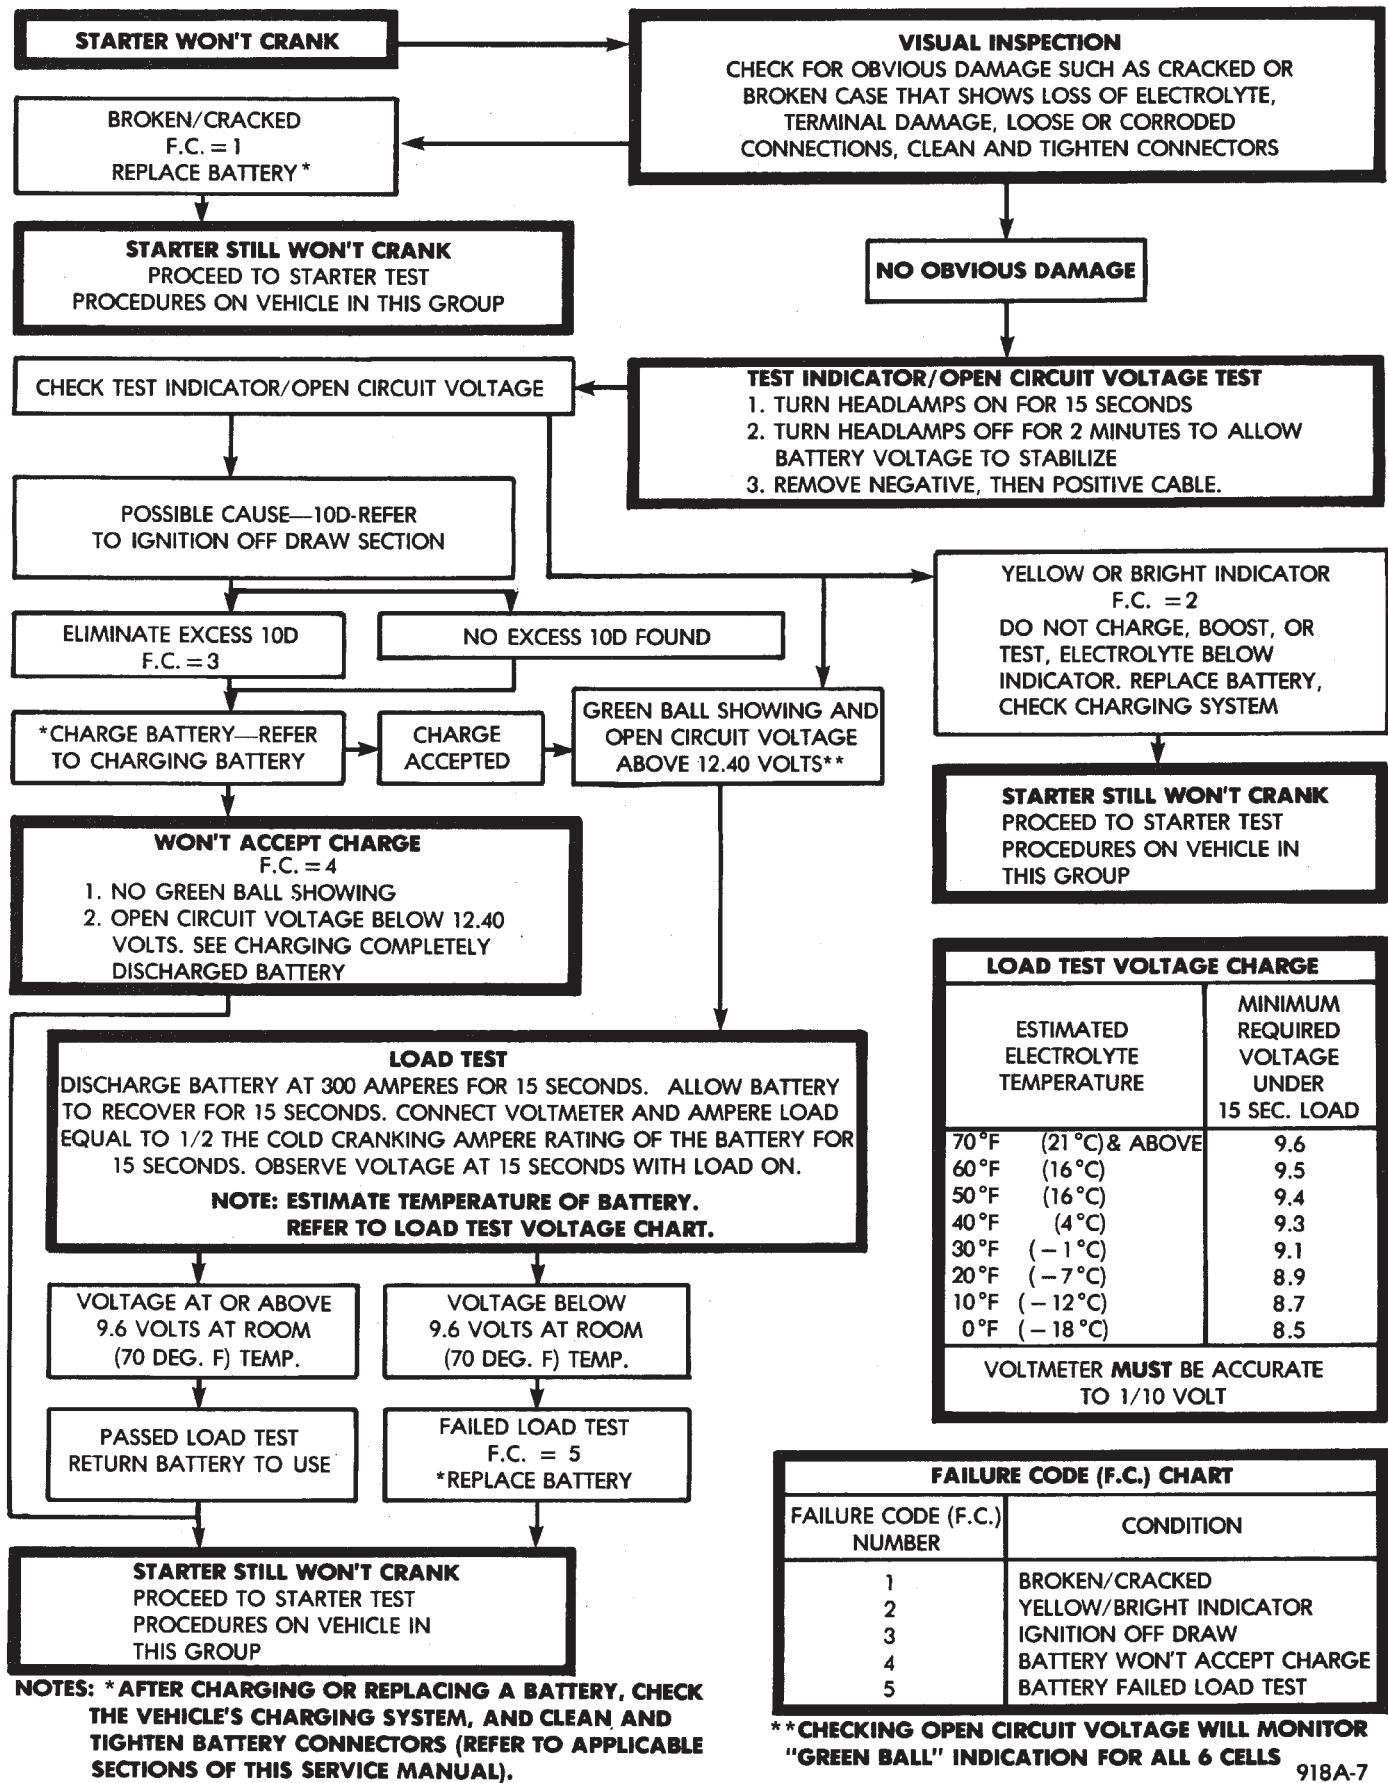 STARTER WON'T CRANK
VISUAL INSPECTION
CHECK FOR OBVIOUS DAMAGE SUCH AS CRACKED OR
BROKEN CASE THAT SHOWS LOSS OF ELECTROLYTE,
TERMINAL DAMAGE, LOOSE OR CORRODED
CONNECTIONS, CLEAN AND TIGHTEN CONNECTORS
BROKEN/CRACKED
F.C. = 1
REPLACE BATTERY*
STARTER STILL WON'T CRANK
PROCEED TO STARTER TEST
PROCEDURES ON VEHICLE IN THIS GROUP
NO OBVIOUS DAMAGE
TEST INDICATOR/OPEN CIRCUIT VOLTAGE TEST
1. TURN HEADLAMPS ON FOR 15 SECONDS
2. TURN HEADLAMPS OFF FOR 2 MINUTES TO ALLOW
BATTERY VOLTAGE TO STABILIZE
3. REMOVE NEGATIVE, THEN POSITIVE CABLE.
CHECK TEST INDICATOR/OPEN CIRCUIT VOLTAGE
POSSIBLE CAUSE—10D-REFER
TO IGNITION OFF DRAW SECTION
ELIMINATE EXCESS 10D
F.C. = 3
NO EXCESS 10D FOUND
YELLOW OR BRIGHT INDICATOR
F.C. = 2
DO NOT CHARGE, BOOST, OR
TEST, ELECTROLYTE BELOW
INDICATOR. REPLACE BATTERY,
CHECK CHARGING SYSTEM
*CHARGE BATTERY—REFER
TO CHARGING BATTERY
CHARGE
ACCEPTED
GREEN BALL SHOWING AND
OPEN CIRCUIT VOLTAGE
ABOVE 12.40 VOLTS**
STARTER STILL WON'T CRANK
PROCEED TO STARTER TEST
PROCEDURES ON VEHICLE IN
THIS GROUP
WON'T ACCEPT CHARGE
F.C. = 4
1. NO GREEN BALL SHOWING
2. OPEN CIRCUIT VOLTAGE BELOW 12.40
VOLTS. SEE CHARGING COMPLETELY
DISCHARGED BATTERY
LOAD TEST
DISCHARGE BATTERY AT 300 AMPERES FOR 15 SECONDS. ALLOW BATTERY
TO RECOVER FOR 15 SECONDS. CONNECT VOLTMETER AND AMPERE LOAD
EQUAL TO 1/2 THE COLD CRANKING AMPERE RATING OF THE BATTERY FOR
15 SECONDS. OBSERVE VOLTAGE AT 15 SECONDS WITH LOAD ON.
NOTE: ESTIMATE TEMPERATURE OF BATTERY.
REFER TO LOAD TEST VOLTAGE CHART.
VOLTAGE AT OR ABOVE
9.6 VOLTS AT ROOM
(70 DEG. F) TEMP.
VOLTAGE BELOW
9.6 VOLTS AT ROOM
(70 DEG. F) TEMP.
PASSED LOAD TEST
RETURN BATTERY TO USE
FAILED LOAD TEST
F.C. = 5
*REPLACE BATTERY
STARTER STILL WON'T CRANK
PROCEED TO STARTER TEST
PROCEDURES ON VEHICLE IN
THIS GROUP
LOAD TEST VOLTAGE CHARGE
ESTIMATED
ELECTROLYTE
TEMPERATURE
MINIMUM
REQUIRED
VOLTAGE
UNDER
15 SEC. LOAD
70°F (21°C) & ABOVE 9.6
60°F (16°C) 9.5
50°F (16°C) 9.4
40°F (4°C) 9.3
30°F (−1°C) 9.1
20°F (−7°C) 8.9
10°F (−12°C) 8.7
0°F (−18°C) 8.5
VOLTMETER MUST BE ACCURATE
TO 1/10 VOLT
FAILURE CODE (F.C.) CHART
FAILURE CODE (F.C.)
NUMBER
CONDITION
1 BROKEN/CRACKED
2 YELLOW/BRIGHT INDICATOR
3 IGNITION OFF DRAW
4 BATTERY WON'T ACCEPT CHARGE
5 BATTERY FAILED LOAD TEST
NOTES: *AFTER CHARGING OR REPLACING A BATTERY, CHECK
THE VEHICLE'S CHARGING SYSTEM, AND CLEAN AND
TIGHTEN BATTERY CONNECTORS (REFER TO APPLICABLE
SECTIONS OF THIS SERVICE MANUAL).
**CHECKING OPEN CIRCUIT VOLTAGE WILL MONITOR
"GREEN BALL" INDICATION FOR ALL 6 CELLS
918A-7